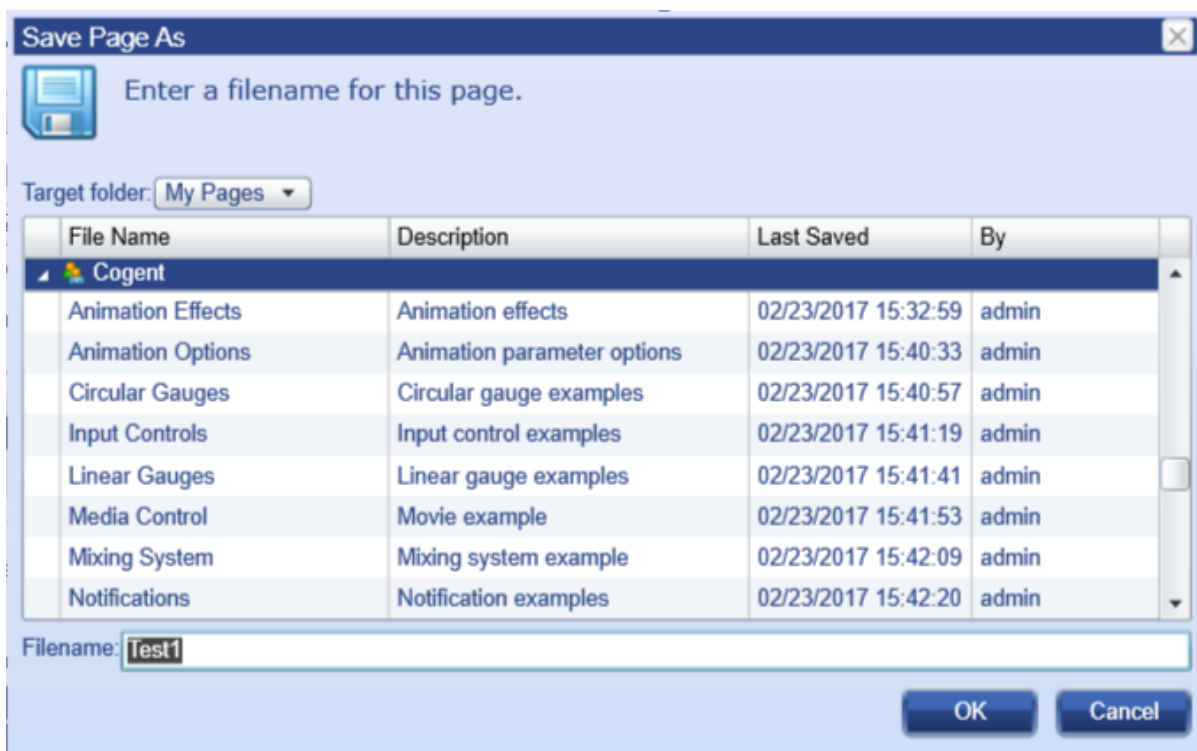 Save Page As
Enter a filename for this page.
Target folder: My Pages
File Name Description Last Saved By
Cogent
Animation Effects Animation effects 02/23/2017 15:32:59 admin
Animation Options Animation parameter options 02/23/2017 15:40:33 admin
Circular Gauges Circular gauge examples 02/23/2017 15:40:57 admin
Input Controls Input control examples 02/23/2017 15:41:19 admin
Linear Gauges Linear gauge examples 02/23/2017 15:41:41 admin
Media Control Movie example 02/23/2017 15:41:53 admin
Mixing System Mixing system example 02/23/2017 15:42:09 admin
Notifications Notification examples 02/23/2017 15:42:20 admin
Filename: Test1
OK Cancel